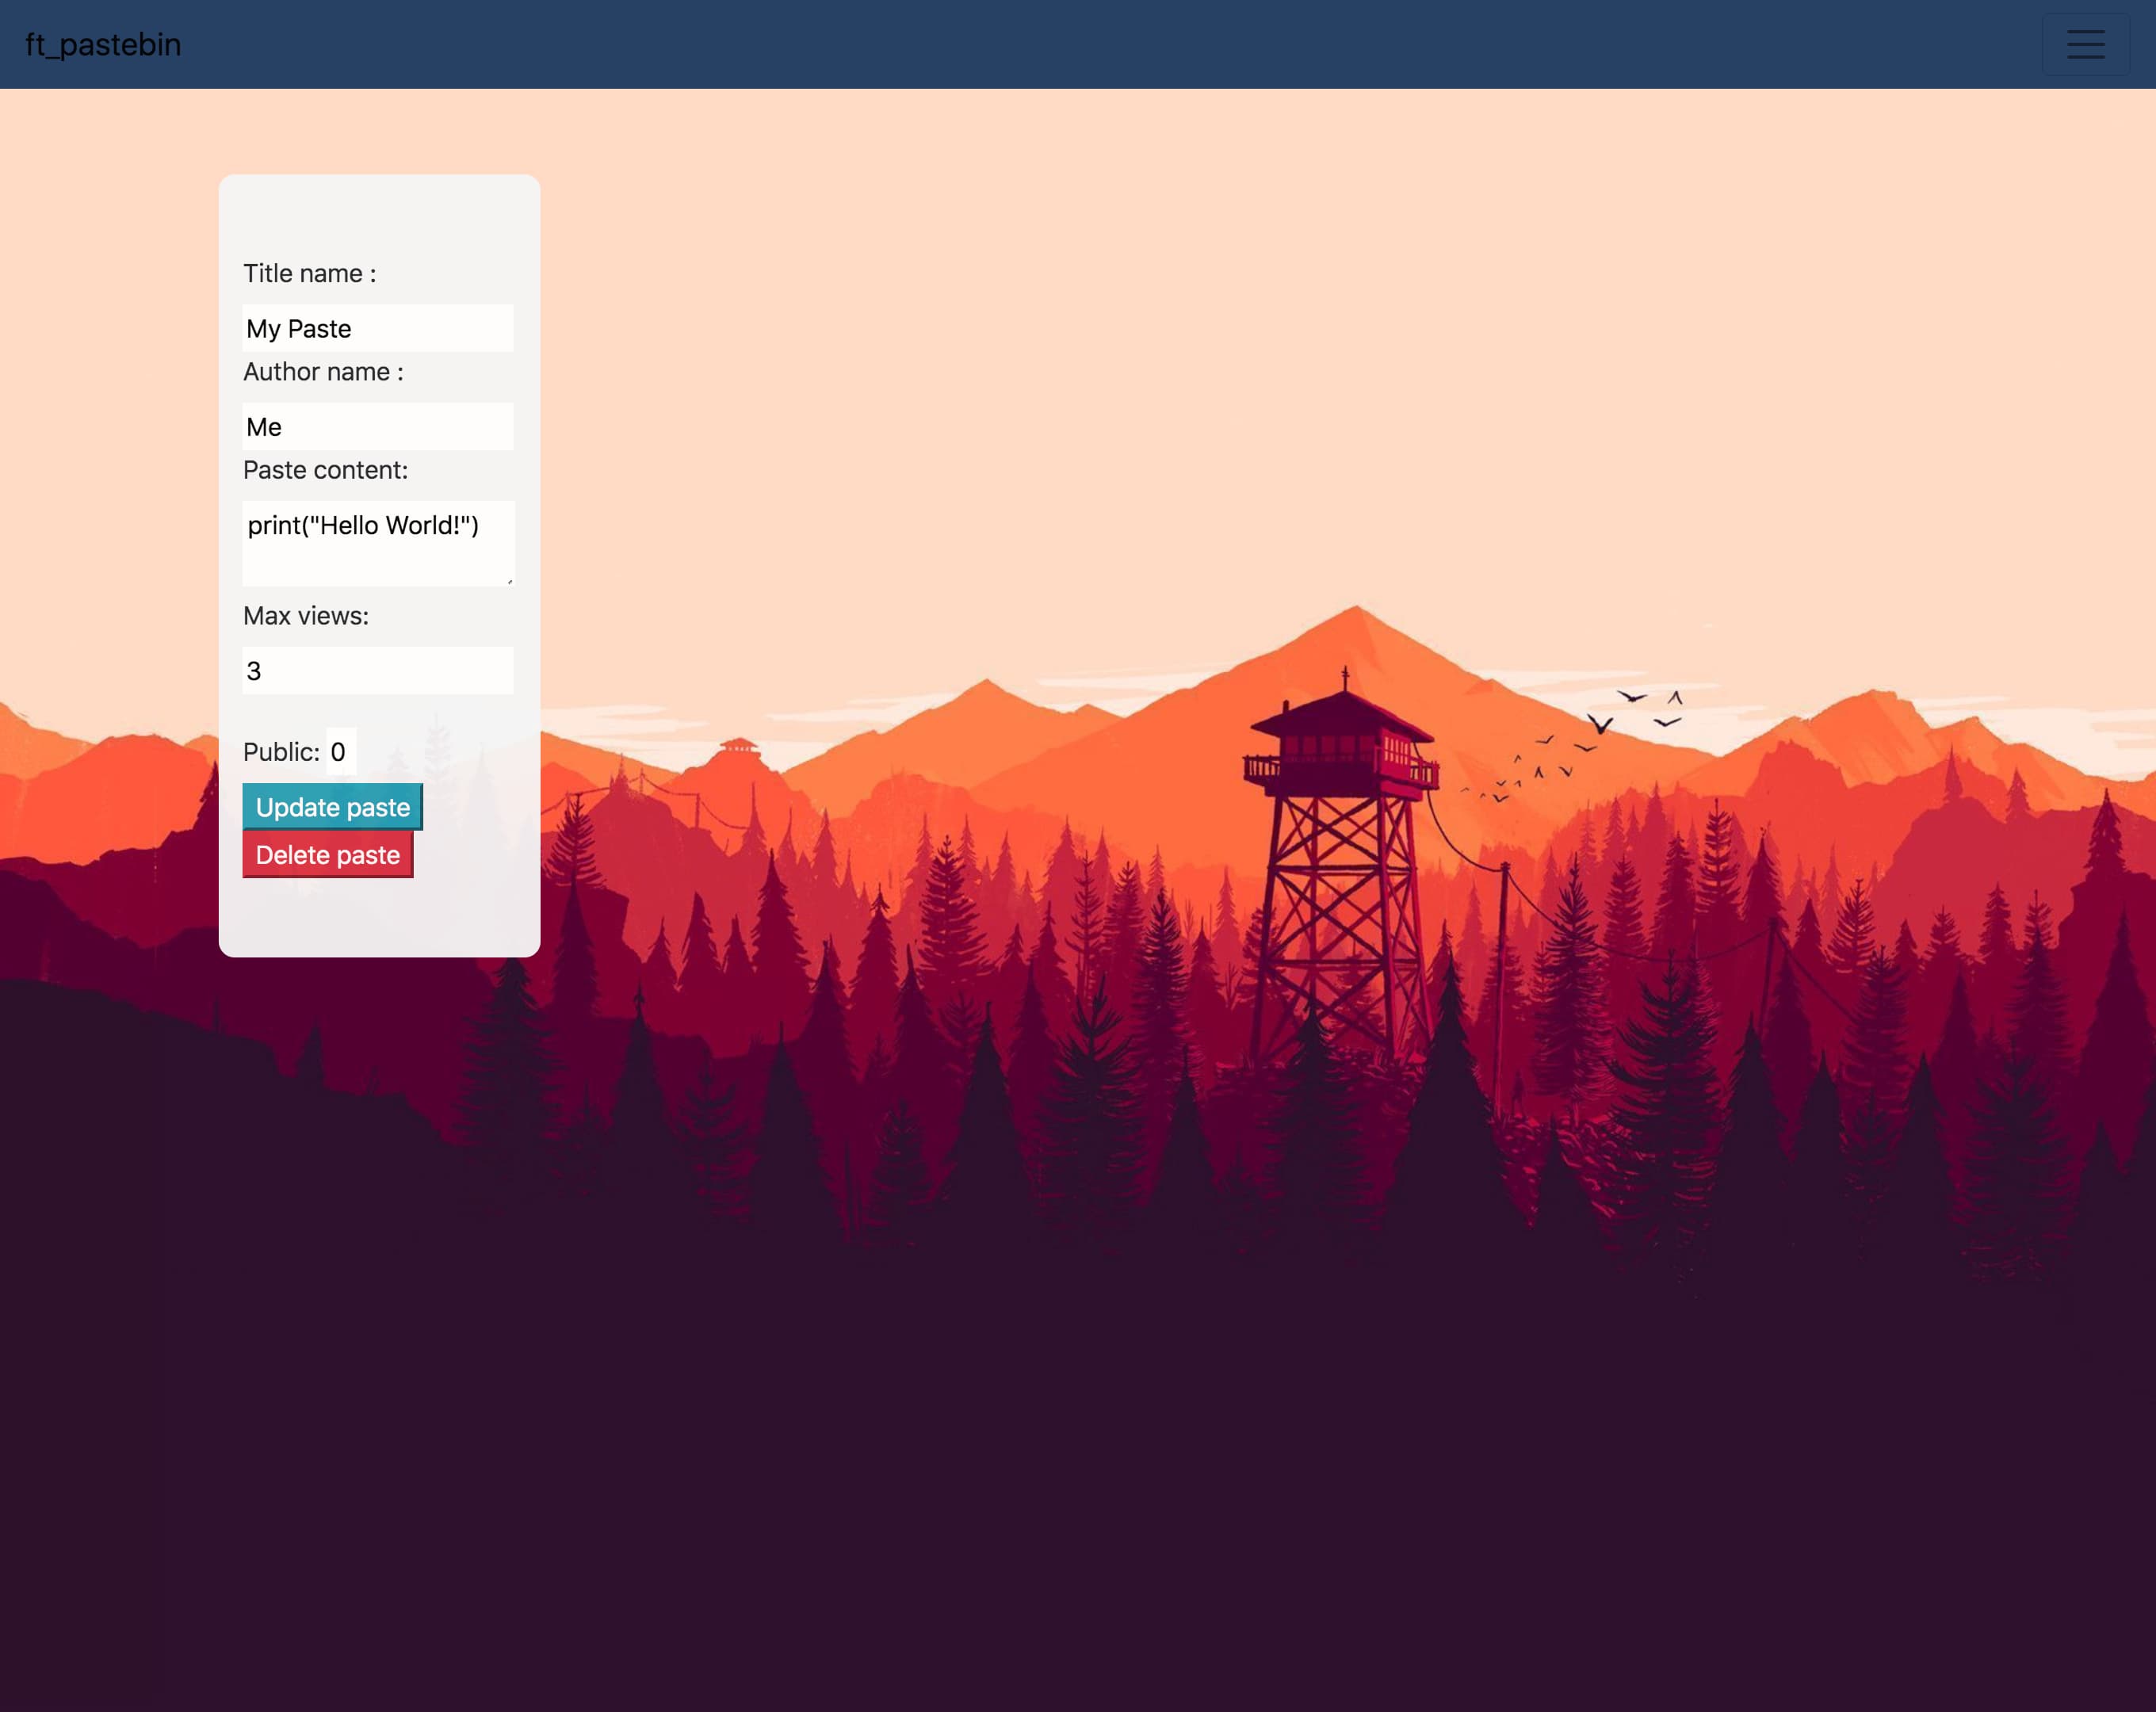 ft_pastebin
Title name :
My Paste
Author name :
Me
Paste content:
print("Hello World!")
Max views:
3
Public: 0
Update paste
Delete paste